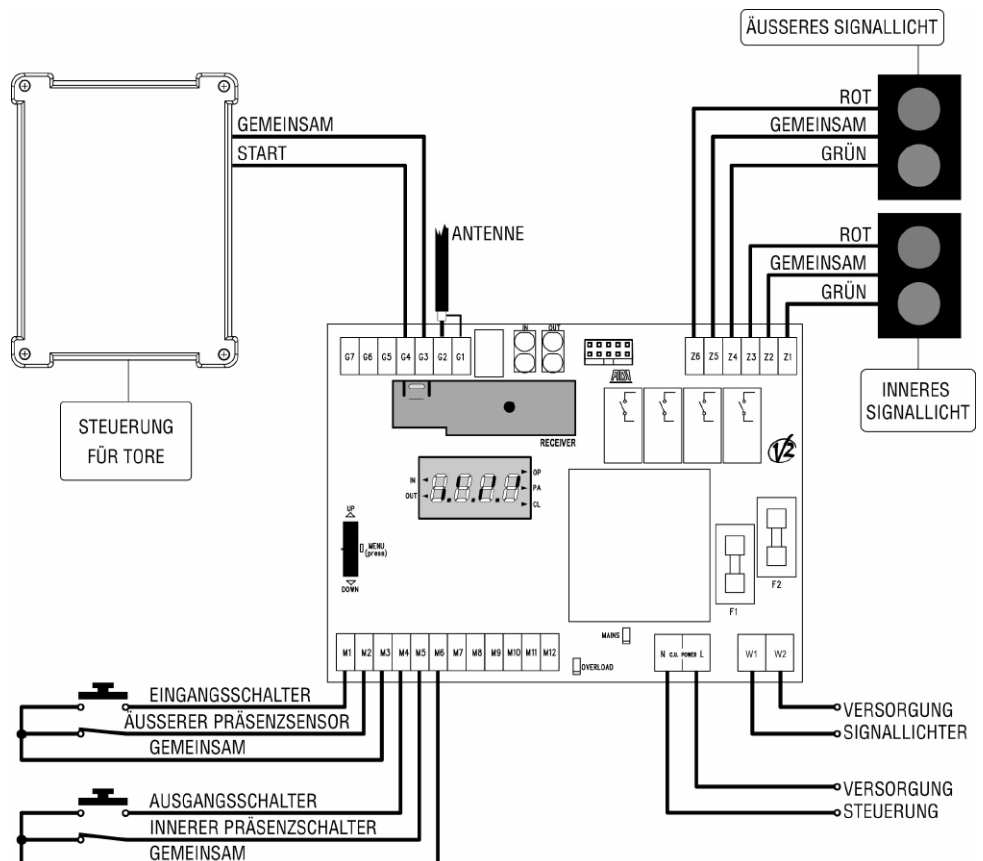 ÄUSSERES SIGNALLICHT
ROT
GEMEINSAM
GRÜN
GEMEINSAM
START
ANTENNE
ROT
GEMEINSAM
GRÜN
INNERES
SIGNALLICHT
STEUERUNG
FÜR TORE
IN OUT
G7 G6 G5 G4 G3 G2 G1
Z6 Z5 Z4 Z3 Z2 Z1
ADI
RECEIVER
V2
IN
OUT
OP
PA
CL
UP
MENU
(press)
DOWN
F1
F2
MAINS
OVERLOAD
M1 M2 M3 M4 M5 M6 M7 M8 M9 M10 M11 M12
N C.U. POWER L
W1 W2
EINGANGSSCHALTER
ÄUSSERER PRÄSENZSENSOR
GEMEINSAM
AUSGANGSSCHALTER
INNERER PRÄSENZSCHALTER
GEMEINSAM
VERSORGUNG
SIGNALLICHTER
VERSORGUNG
STEUERUNG